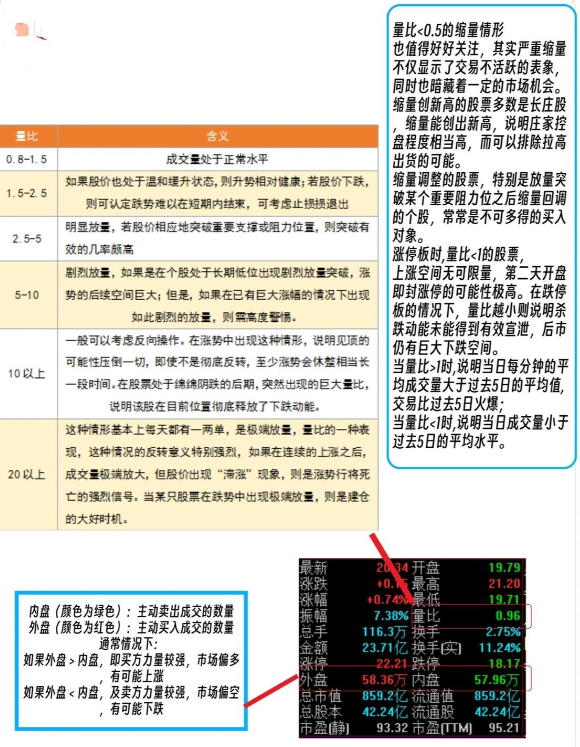 量比<0.5的缩量情形
也值得好好关注，其实严重缩量
不仅显示了交易不活跃的表象，
同时也暗藏着一定的市场机会。
缩量创新高的股票多数是长庄股
，缩量能创出新高，说明庄家控
盘程度相当高，而可以排除拉高
出货的可能。
缩量调整的股票，特别是放量突
破某个重要阻力位之后缩量回调
的个股，常常是不可多得的买入
对象。
涨停板时,量比<1的股票,
上涨空间无可限量，第二天开盘
即封涨停的可能性极高。在跌停
板的情况下，量比越小则说明杀
跌动能未能得到有效宣泄，后市
仍有巨大下跌空间。
当量比>1时,说明当日每分钟的平
均成交量大于过去5日的平均值,
交易比过去5日火爆；
当量比<1时,说明当日成交量小于
过去5日的平均水平。
量比 含义
0.8-1.5 成交量处于正常水平
1.5-2.5 如果股价也处于温和缓升状态,则升势相对健康；若股价下跌，
则可认定跌势难以在短期内结束，可考虑止损损退出
2.5-5 明显放量，若股价相应地突破重要支撑或阻力位置，则突破有
效的几率颇高
5-10 剧烈放量，如果是在个股处于长期低位出现剧烈放量突破，涨
势的后续空间巨大；但是，如果在已有巨大涨幅的情况下出现
如此剧烈的放量，则需高度警惕。
10以上 一般可以考虑反向操作。在涨势中出现这种情形，说明见顶的
可能性压倒一切，即使不是彻底反转，至少涨势会休整相当长
一段时间。在股票处于绵绵阴跌的后期，突然出现的巨大量比，
说明该股在目前位置彻底释放了下跌动能。
20以上 这种情形基本上每天都有一两单，是极端放量，量比的一种表
现，这种情况的反转意义特别强烈，如果在连续的上涨之后，
成交量极端放大，但股价出现“滞涨”现象，则是涨势行将死
亡的强烈信号。当某只股票在跌势中出现极端放量，则是建仓
的大好时机。
内盘（颜色为绿色）：主动卖出成交的数量
外盘（颜色为红色）：主动买入成交的数量
通常情况下：
如果外盘>内盘，即买方力量较强，市场偏多
，有可能上涨
如果外盘<内盘，及卖方力量较强，市场偏空
，有可能下跌
最新 开盘 19.79
涨跌 最高 21.20
涨幅 +0.74% 最低 19.71
振幅 7.38% 量比 0.96
总手 116.3万 换手 2.75%
金额 23.71亿 换手(实) 11.24%
涨停 22.21 跌停 18.17
外盘 58.36万 内盘 57.96万
总市值 859.2亿 流通值 859.2亿
总股本 42.24亿 流通股 42.24亿
市盈(静) 93.32 市盈(TTM) 95.21